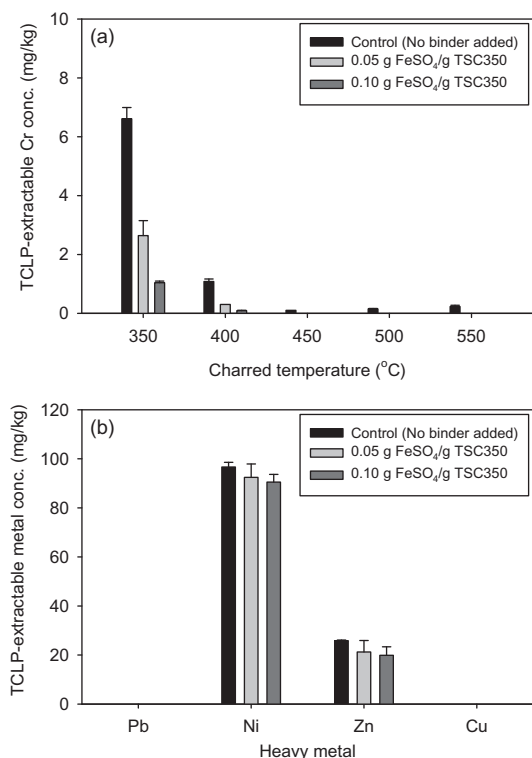 (a)
Control (No binder added)
0.05 g FeSO₄/g TSC350
0.10 g FeSO₄/g TSC350
TCLP-extractable Cr conc. (mg/kg)
10
8
6
4
2
0
350 400 450 500 550
Charred temperature (°C)
(b)
Control (No binder added)
0.05 g FeSO₄/g TSC350
0.10 g FeSO₄/g TSC350
TCLP-extractable metal conc. (mg/kg)
120
100
80
60
40
20
0
Pb Ni Zn Cu
Heavy metal